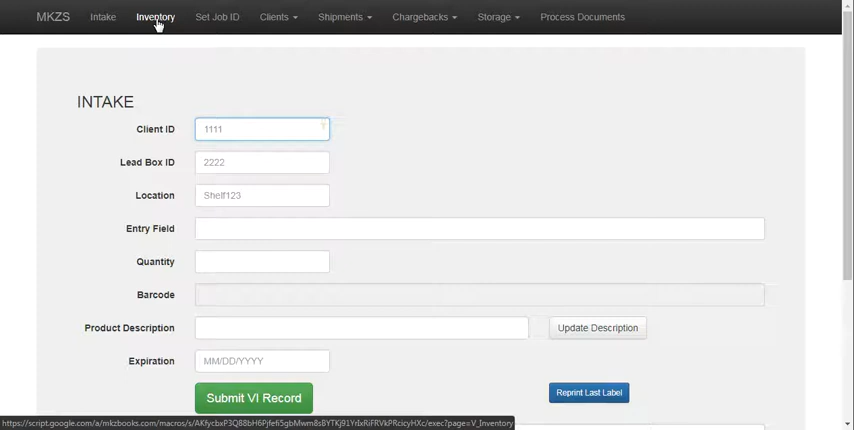 MKZS Intake Inventory Set Job ID Clients Shipments Chargebacks Storage Process Documents
INTAKE
Client ID 1111
Lead Box ID 2222
Location Shelf123
Entry Field
Quantity
Barcode
Product Description Update Description
Expiration MM/DD/YYYY
Submit VI Record Reprint Last Label